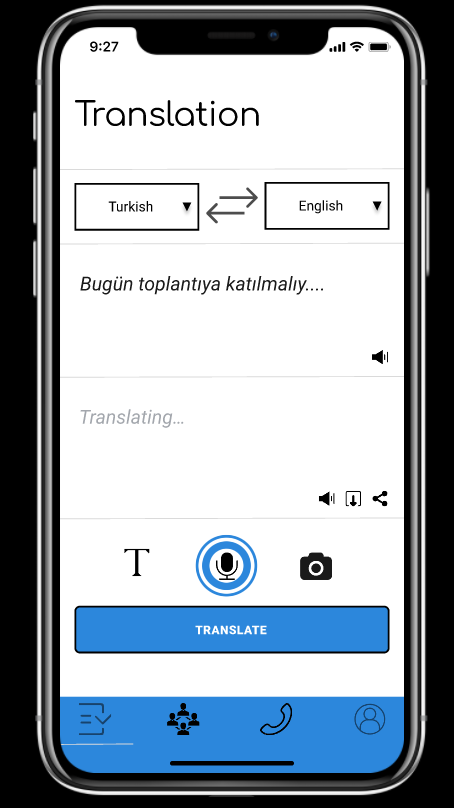 9:27
Translation
Turkish
English
Bugün toplantıya katılmalıy....
Translating...
T
TRANSLATE